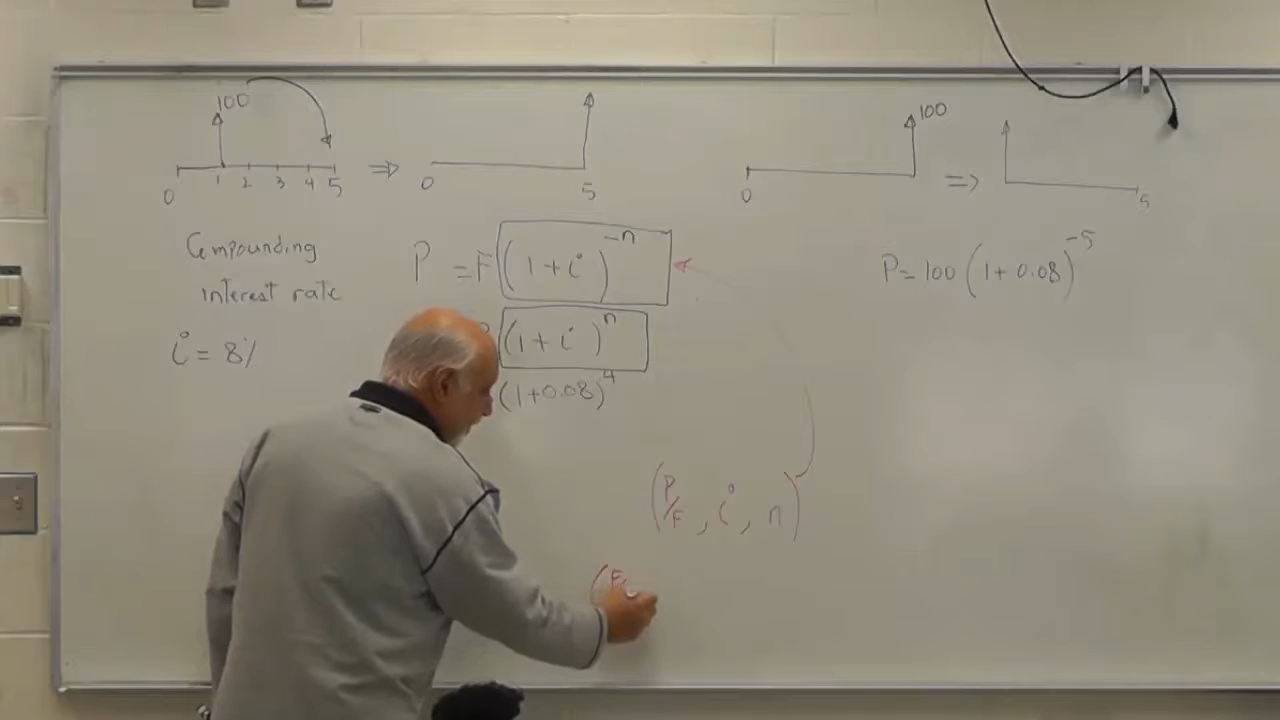 100
0 1 2 3 4 5 ⇒ 0 5
100
0 ⇒ 5
Compounding
interest rate
i = 8%
P = F (1 + i)^-n
(1 + i)^n
(1+0.08)^4
P = 100 (1 + 0.08)^-5
(P/F, i, n)
(F/